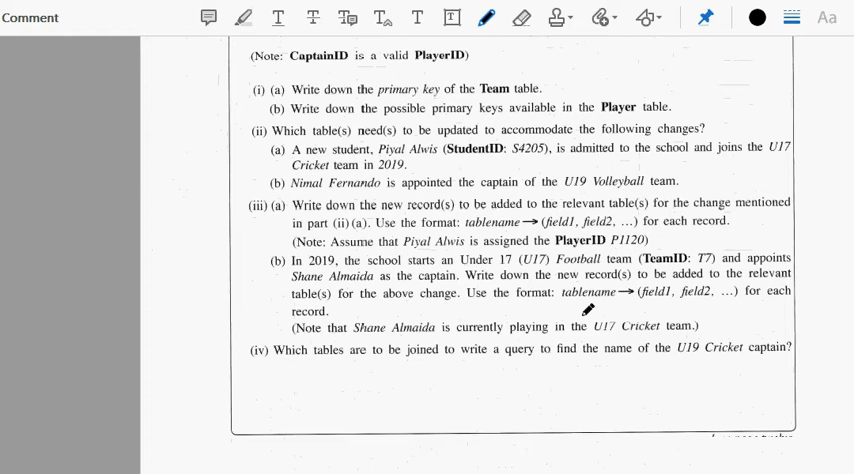 Comment
Aa
(Note: CaptainID is a valid PlayerID)
(i) (a) Write down the primary key of the Team table.
(b) Write down the possible primary keys available in the Player table.
(ii) Which table(s) need(s) to be updated to accommodate the following changes?
(a) A new student, Piyal Alwis (StudentID: S4205), is admitted to the school and joins the U17
Cricket team in 2019.
(b) Nimal Fernando is appointed the captain of the U19 Volleyball team.
(iii) (a) Write down the new record(s) to be added to the relevant table(s) for the change mentioned
in part (ii) (a). Use the format: tablename → (field1, field2, ...) for each record.
(Note: Assume that Piyal Alwis is assigned the PlayerID P1120)
(b) In 2019, the school starts an Under 17 (U17) Football team (TeamID: T7) and appoints
Shane Almaida as the captain. Write down the new record(s) to be added to the relevant
table(s) for the above change. Use the format: tablename → (field1, field2, ...) for each
record.
(Note that Shane Almaida is currently playing in the U17 Cricket team.)
(iv) Which tables are to be joined to write a query to find the name of the U19 Cricket captain?